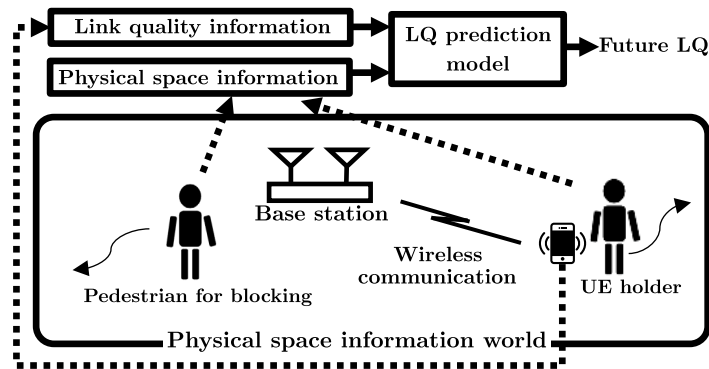 Link quality information
LQ prediction
model
Future LQ
Physical space information
Base station
Wireless
communication
Pedestrian for blocking
UE holder
Physical space information world